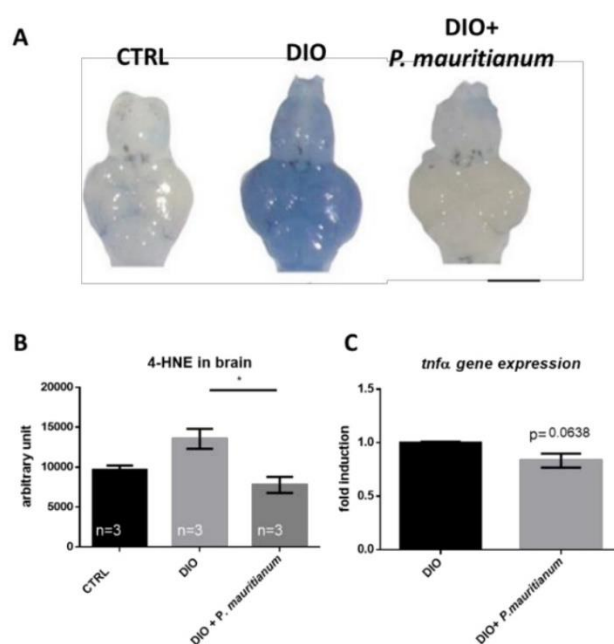 A
CTRL
DIO
DIO+
P. mauritianum
B
4-HNE in brain
*
20000
15000
10000
5000
0
arbitrary unit
n=3
n=3
n=3
CTRL
DIO
DIO+ P. mauritianum
C
tnfα gene expression
1.5
1.0
0.5
0.0
fold induction
p=0.0638
DIO
DIO+ P.mauritianum